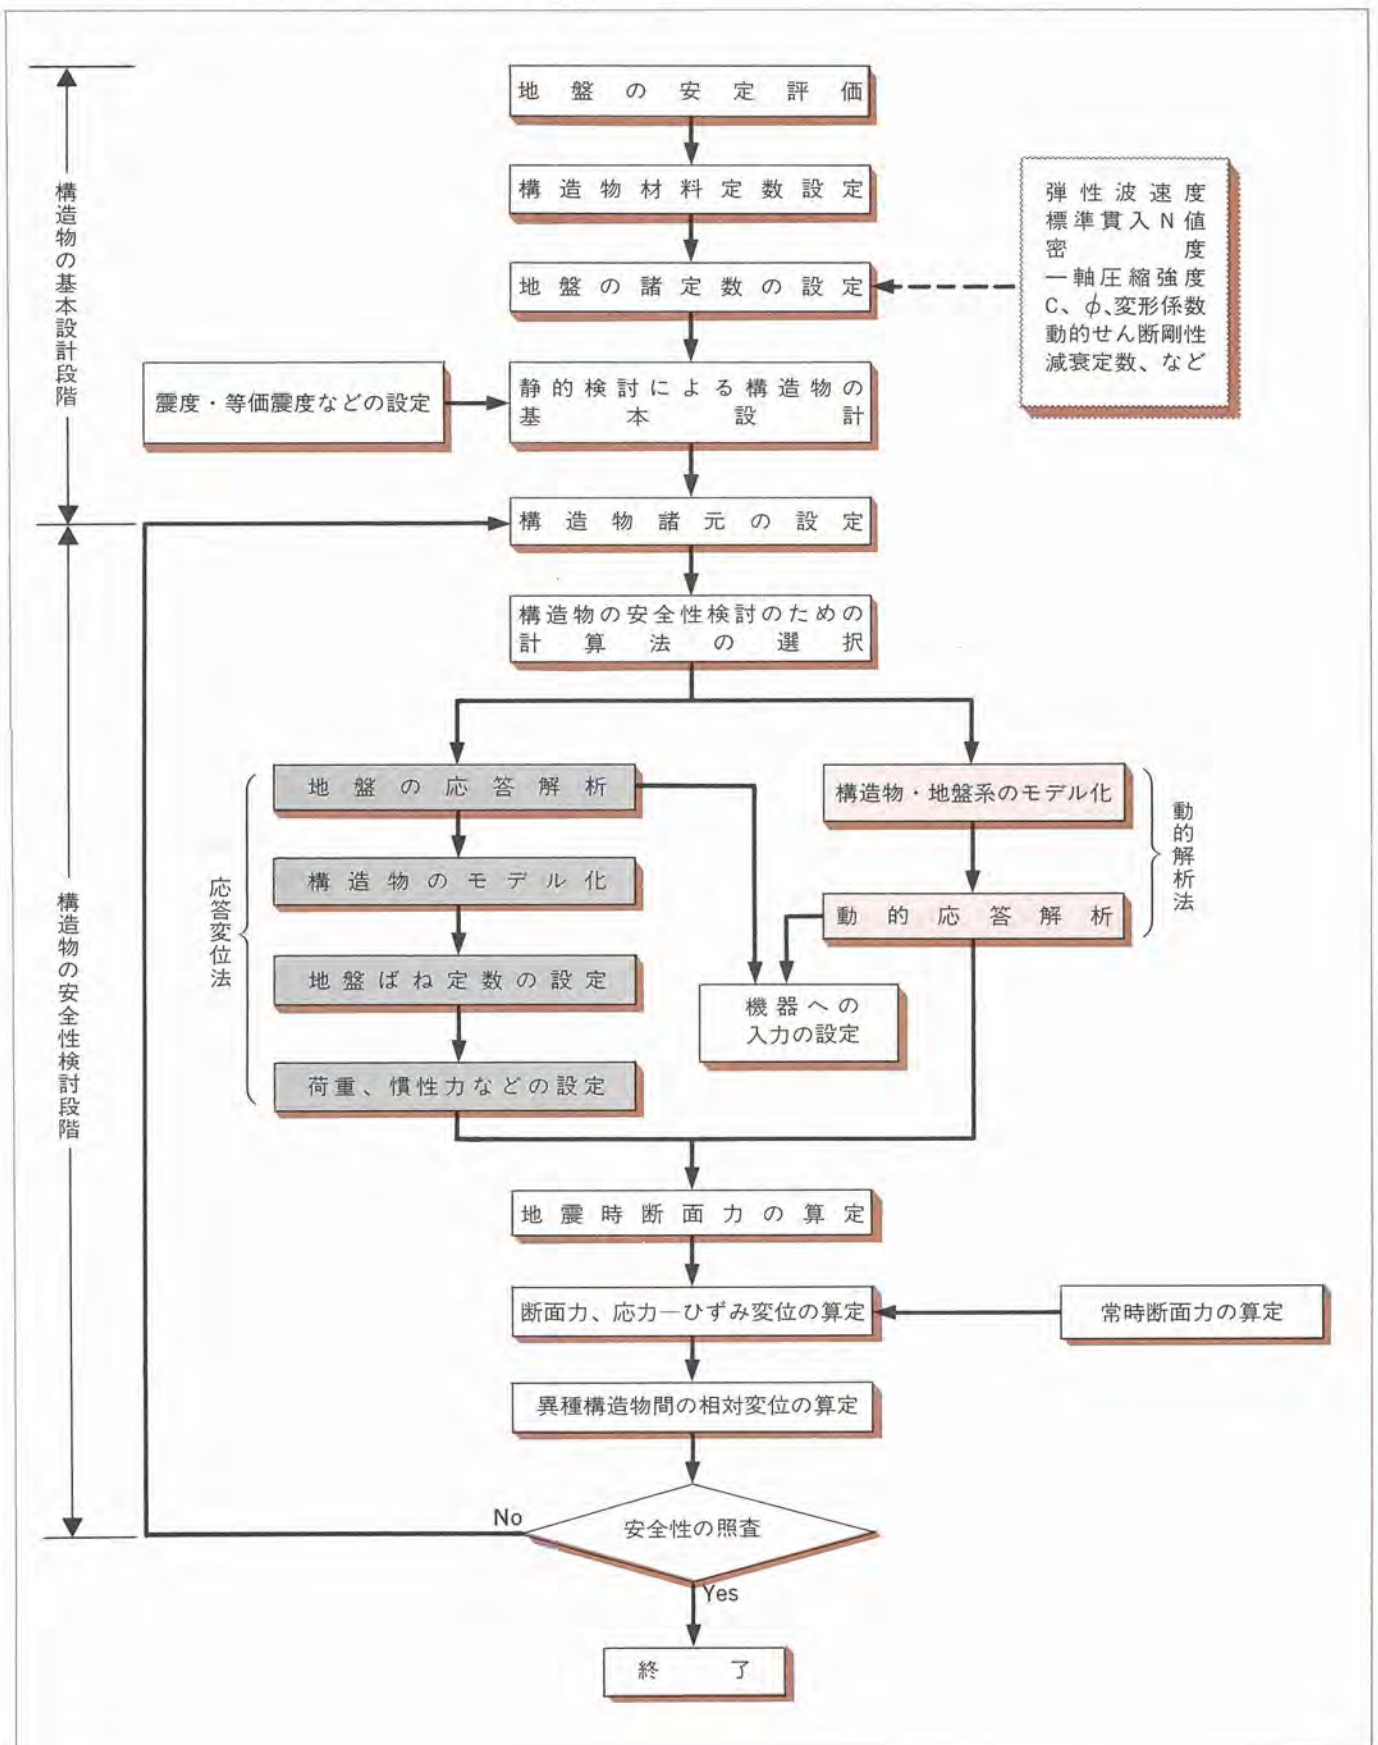 地盤の安定評価
構造物材料定数設定
弾性波速度
標準貫入N値
密度
一軸圧縮強度
C、φ、変形係数
動的せん断剛性
減衰定数、など
地盤の諸定数の設定
構造物の基本設計段階
震度・等価震度などの設定
静的検討による構造物の
基本設計
構造物諸元の設定
構造物の安全性検討のための
計算法の選択
構造物の安全性検討段階
応答変位法
地盤の応答解析
構造物のモデル化
地盤ばね定数の設定
荷重、慣性力などの設定
構造物・地盤系のモデル化
動的応答解析
動的解析法
機器への
入力の設定
地震時断面力の算定
断面力、応力―ひずみ変位の算定
常時断面力の算定
異種構造物間の相対変位の算定
安全性の照査
No
Yes
終了